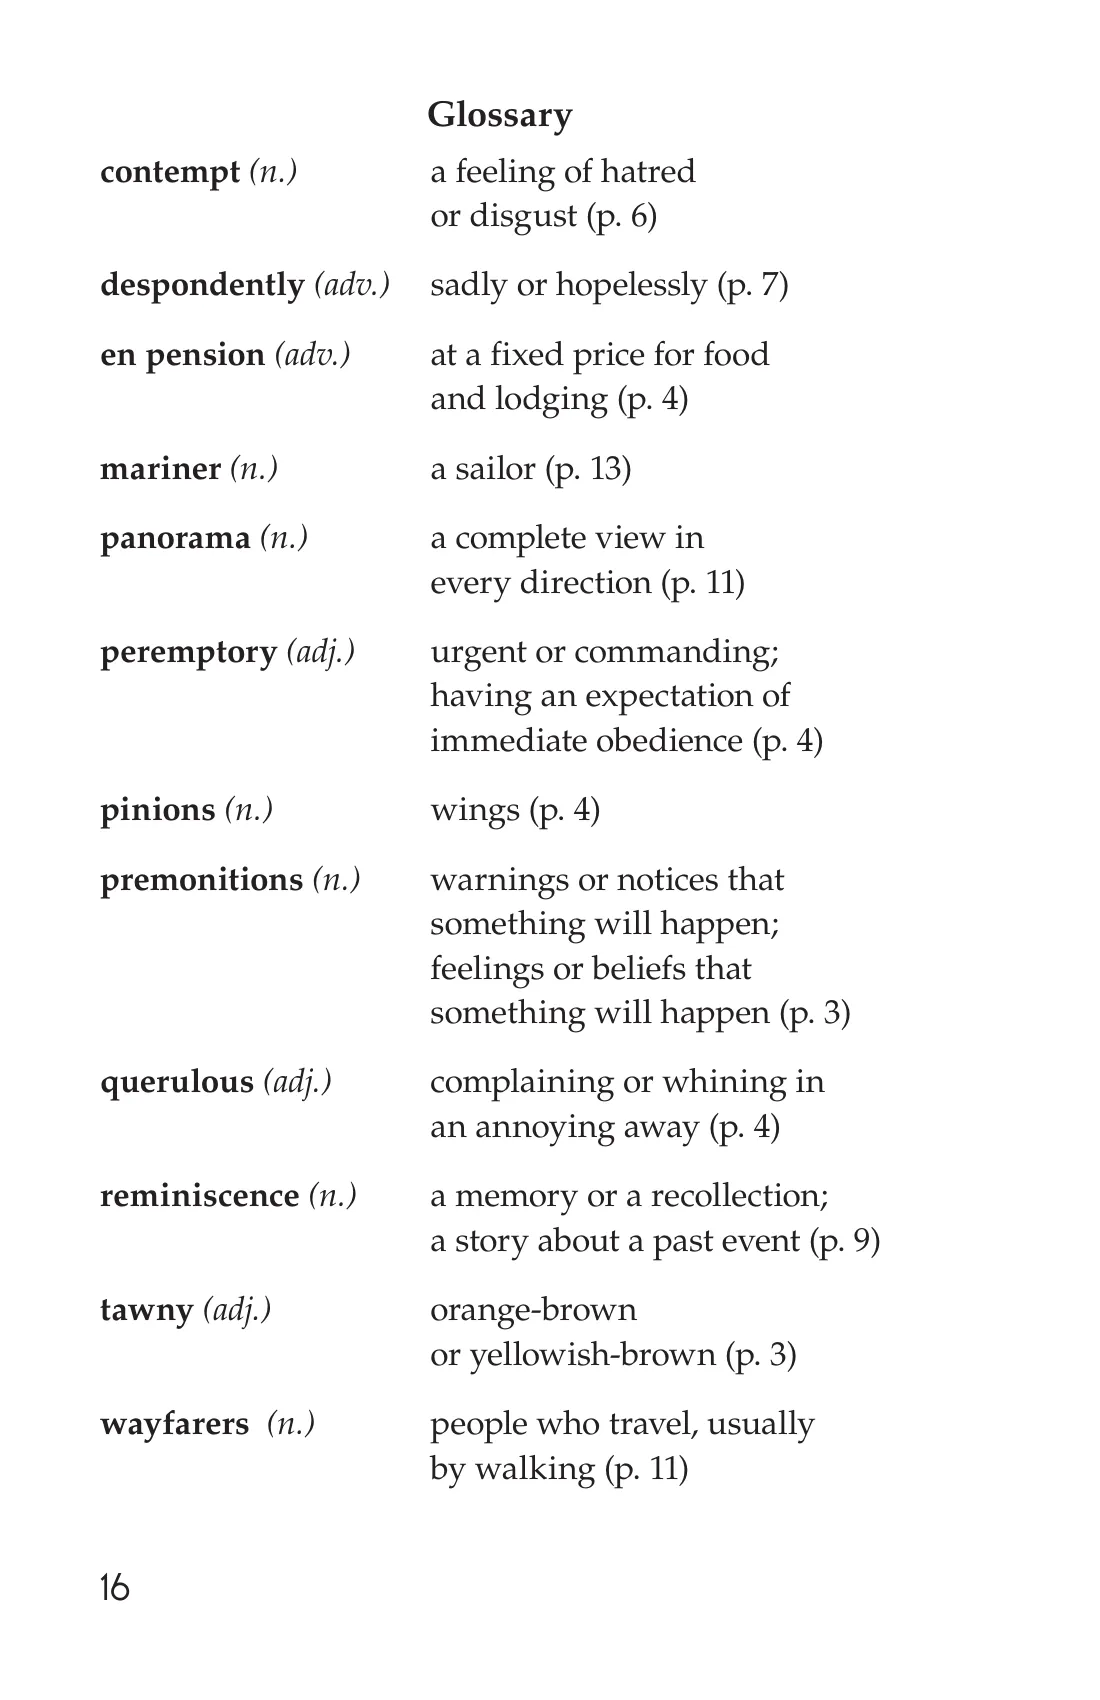 Glossary
contempt (n.) a feeling of hatred
or disgust (p. 6)
despondently (adv.) sadly or hopelessly (p. 7)
en pension (adv.) at a fixed price for food
and lodging (p. 4)
mariner (n.) a sailor (p. 13)
panorama (n.) a complete view in
every direction (p. 11)
peremptory (adj.) urgent or commanding;
having an expectation of
immediate obedience (p. 4)
pinions (n.) wings (p. 4)
premonitions (n.) warnings or notices that
something will happen;
feelings or beliefs that
something will happen (p. 3)
querulous (adj.) complaining or whining in
an annoying away (p. 4)
reminiscence (n.) a memory or a recollection;
a story about a past event (p. 9)
tawny (adj.) orange-brown
or yellowish-brown (p. 3)
wayfarers (n.) people who travel, usually
by walking (p. 11)
16